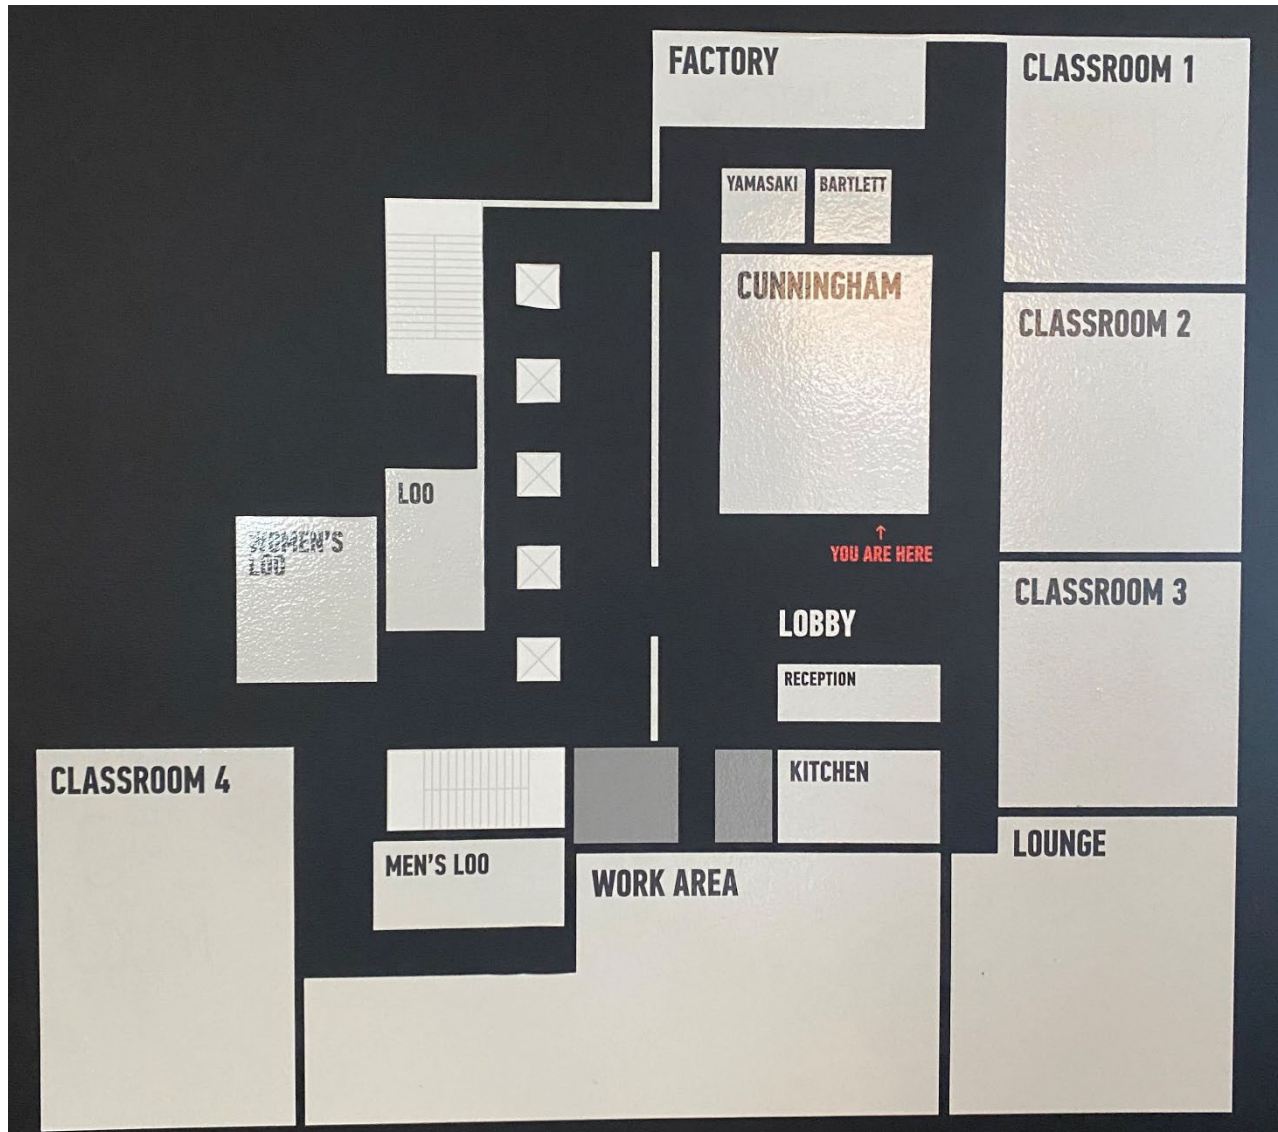 FACTORY
CLASSROOM 1
YAMASAKI
BARTLETT
CUNNINGHAM
CLASSROOM 2
LOO
WOMEN'S
LOO
YOU ARE HERE
CLASSROOM 3
LOBBY
RECEPTION
CLASSROOM 4
KITCHEN
LOUNGE
MEN'S LOO
WORK AREA